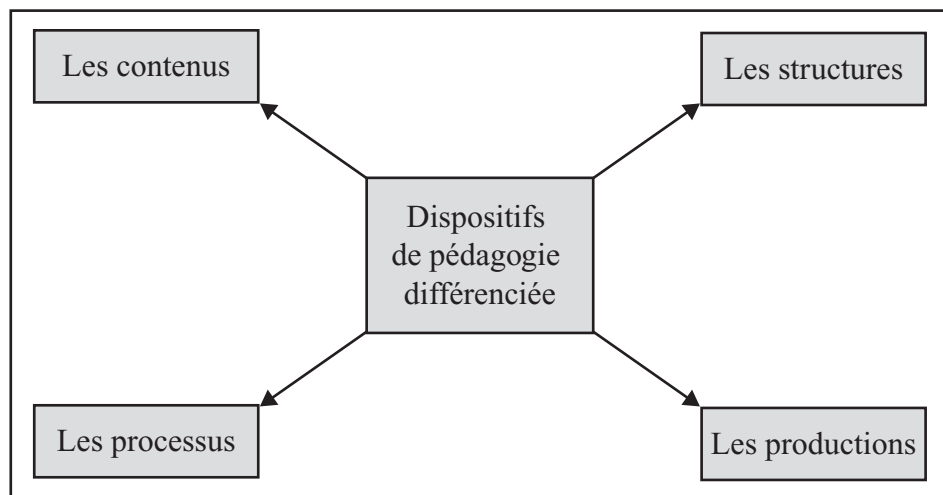 Les contenus
Les structures
Dispositifs
de pédagogie
différenciée
Les processus
Les productions